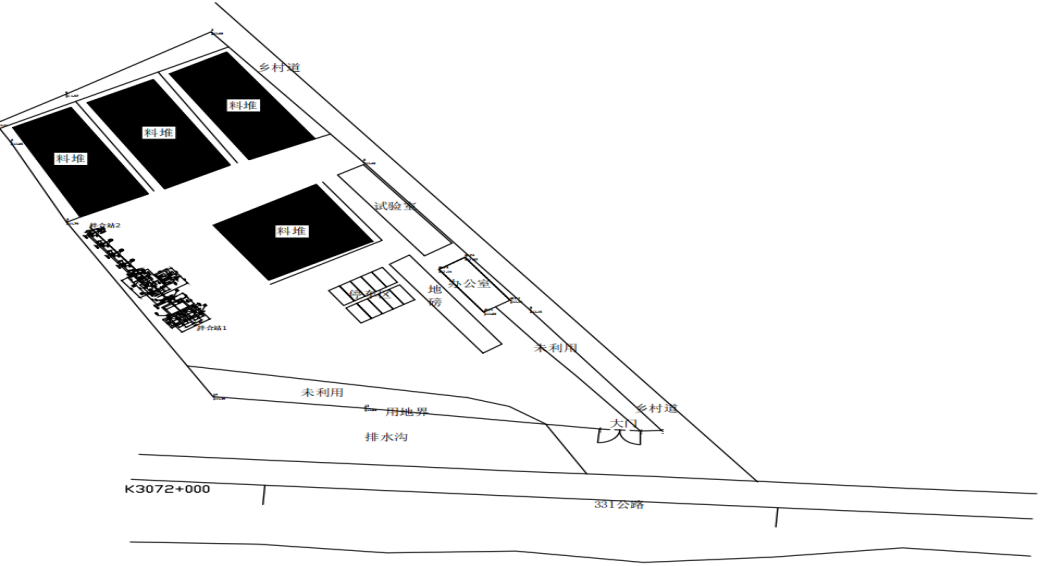 乡村道
料堆
料堆
料堆
试验室
拌合站2
料堆
办公室
地磅
停车区
拌合站1
未利用
未利用
用地界
乡村道
大门
排水沟
K3072+000
331公路